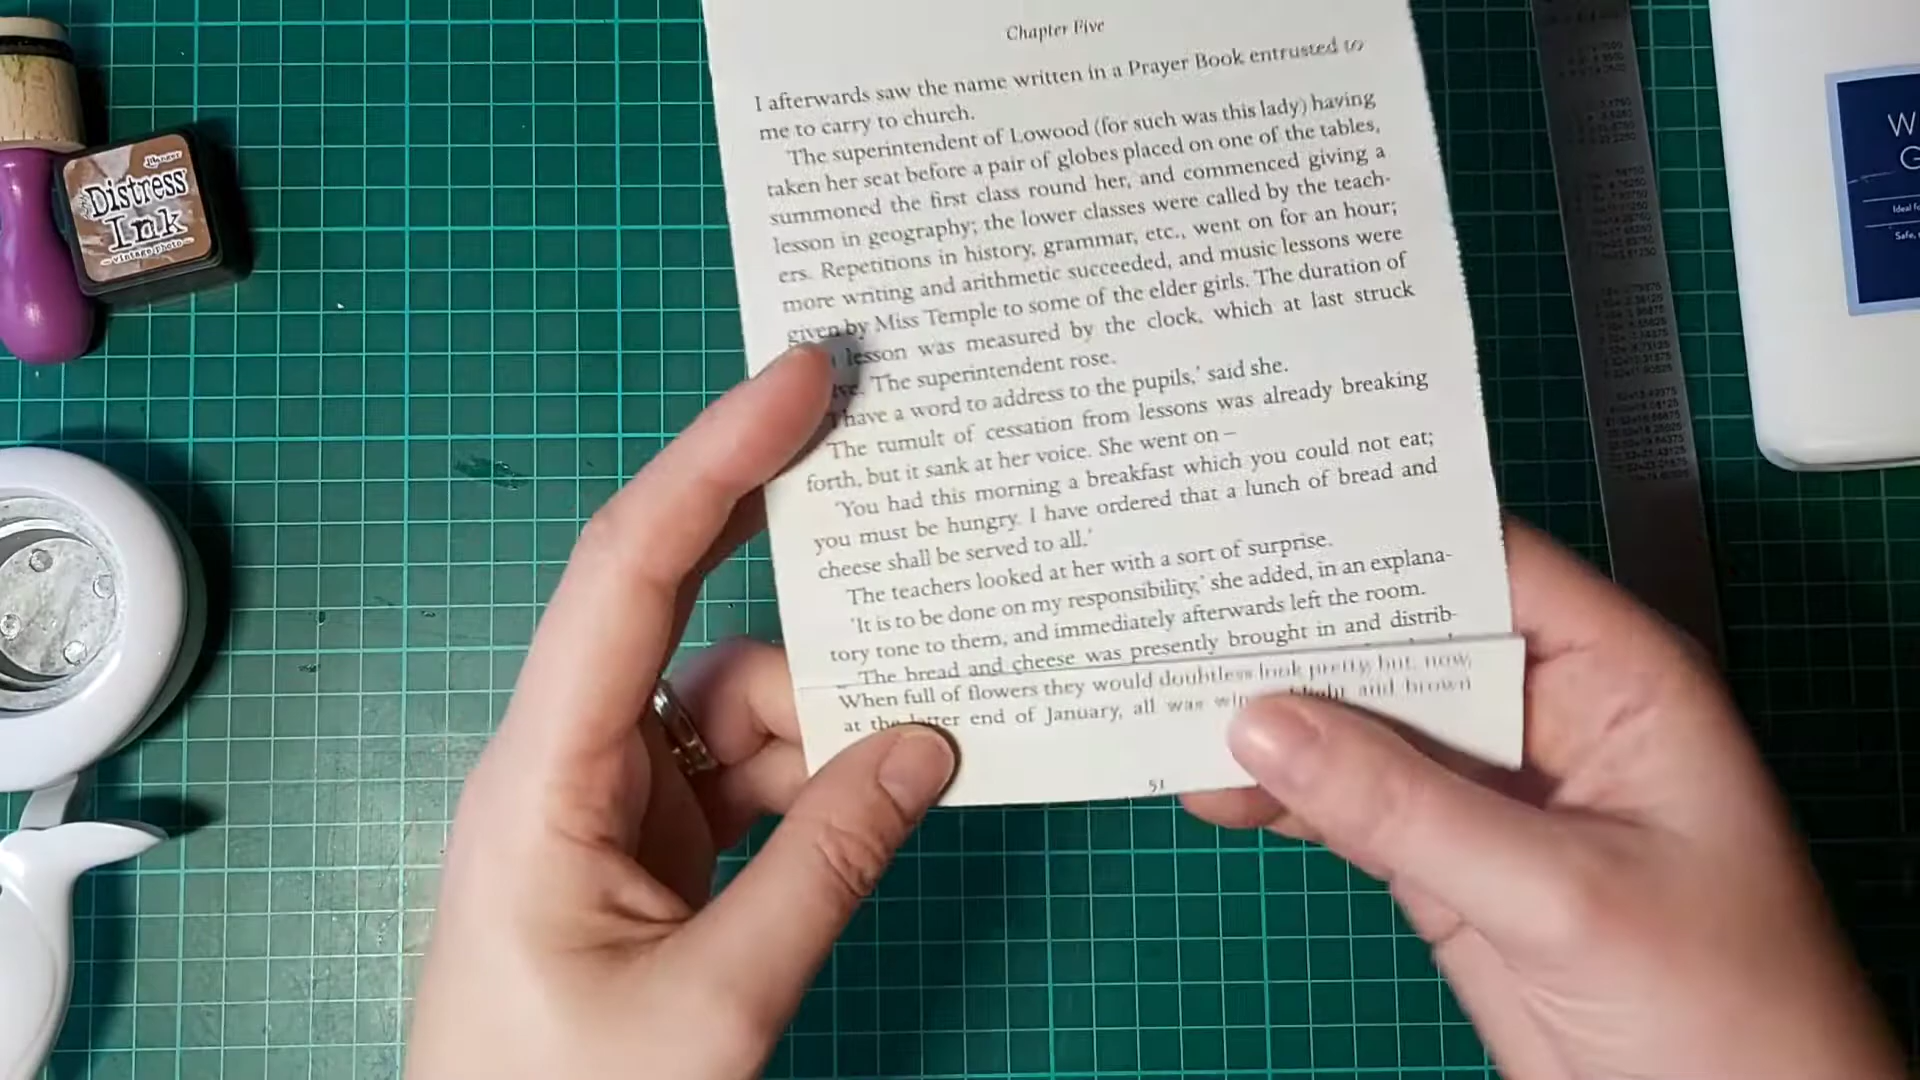 Chapter Five
I afterwards saw the name written in a Prayer Book entrusted to
me to carry to church.
The superintendent of Lowood (for such was this lady) having
taken her seat before a pair of globes placed on one of the tables,
summoned the first class round her, and commenced giving a
lesson in geography; the lower classes were called by the teach-
ers. Repetitions in history, grammar, etc., went on for an hour;
more writing and arithmetic succeeded, and music lessons were
given by Miss Temple to some of the elder girls. The duration of
lesson was measured by the clock, which at last struck
The superintendent rose.
I have a word to address to the pupils,' said she.
The tumult of cessation from lessons was already breaking
forth, but it sank at her voice. She went on –
'You had this morning a breakfast which you could not eat;
you must be hungry. I have ordered that a lunch of bread and
cheese shall be served to all.'
The teachers looked at her with a sort of surprise.
'It is to be done on my responsibility,' she added, in an explana-
tory tone to them, and immediately afterwards left the room.
The bread and cheese was presently brought in and distrib-
When full of flowers they would doubtless look pretty but now,
at the latter end of January, all was and brown
51
Ranger
Distress
Ink
vintage photo
W
G
Ideal fo
Safe,